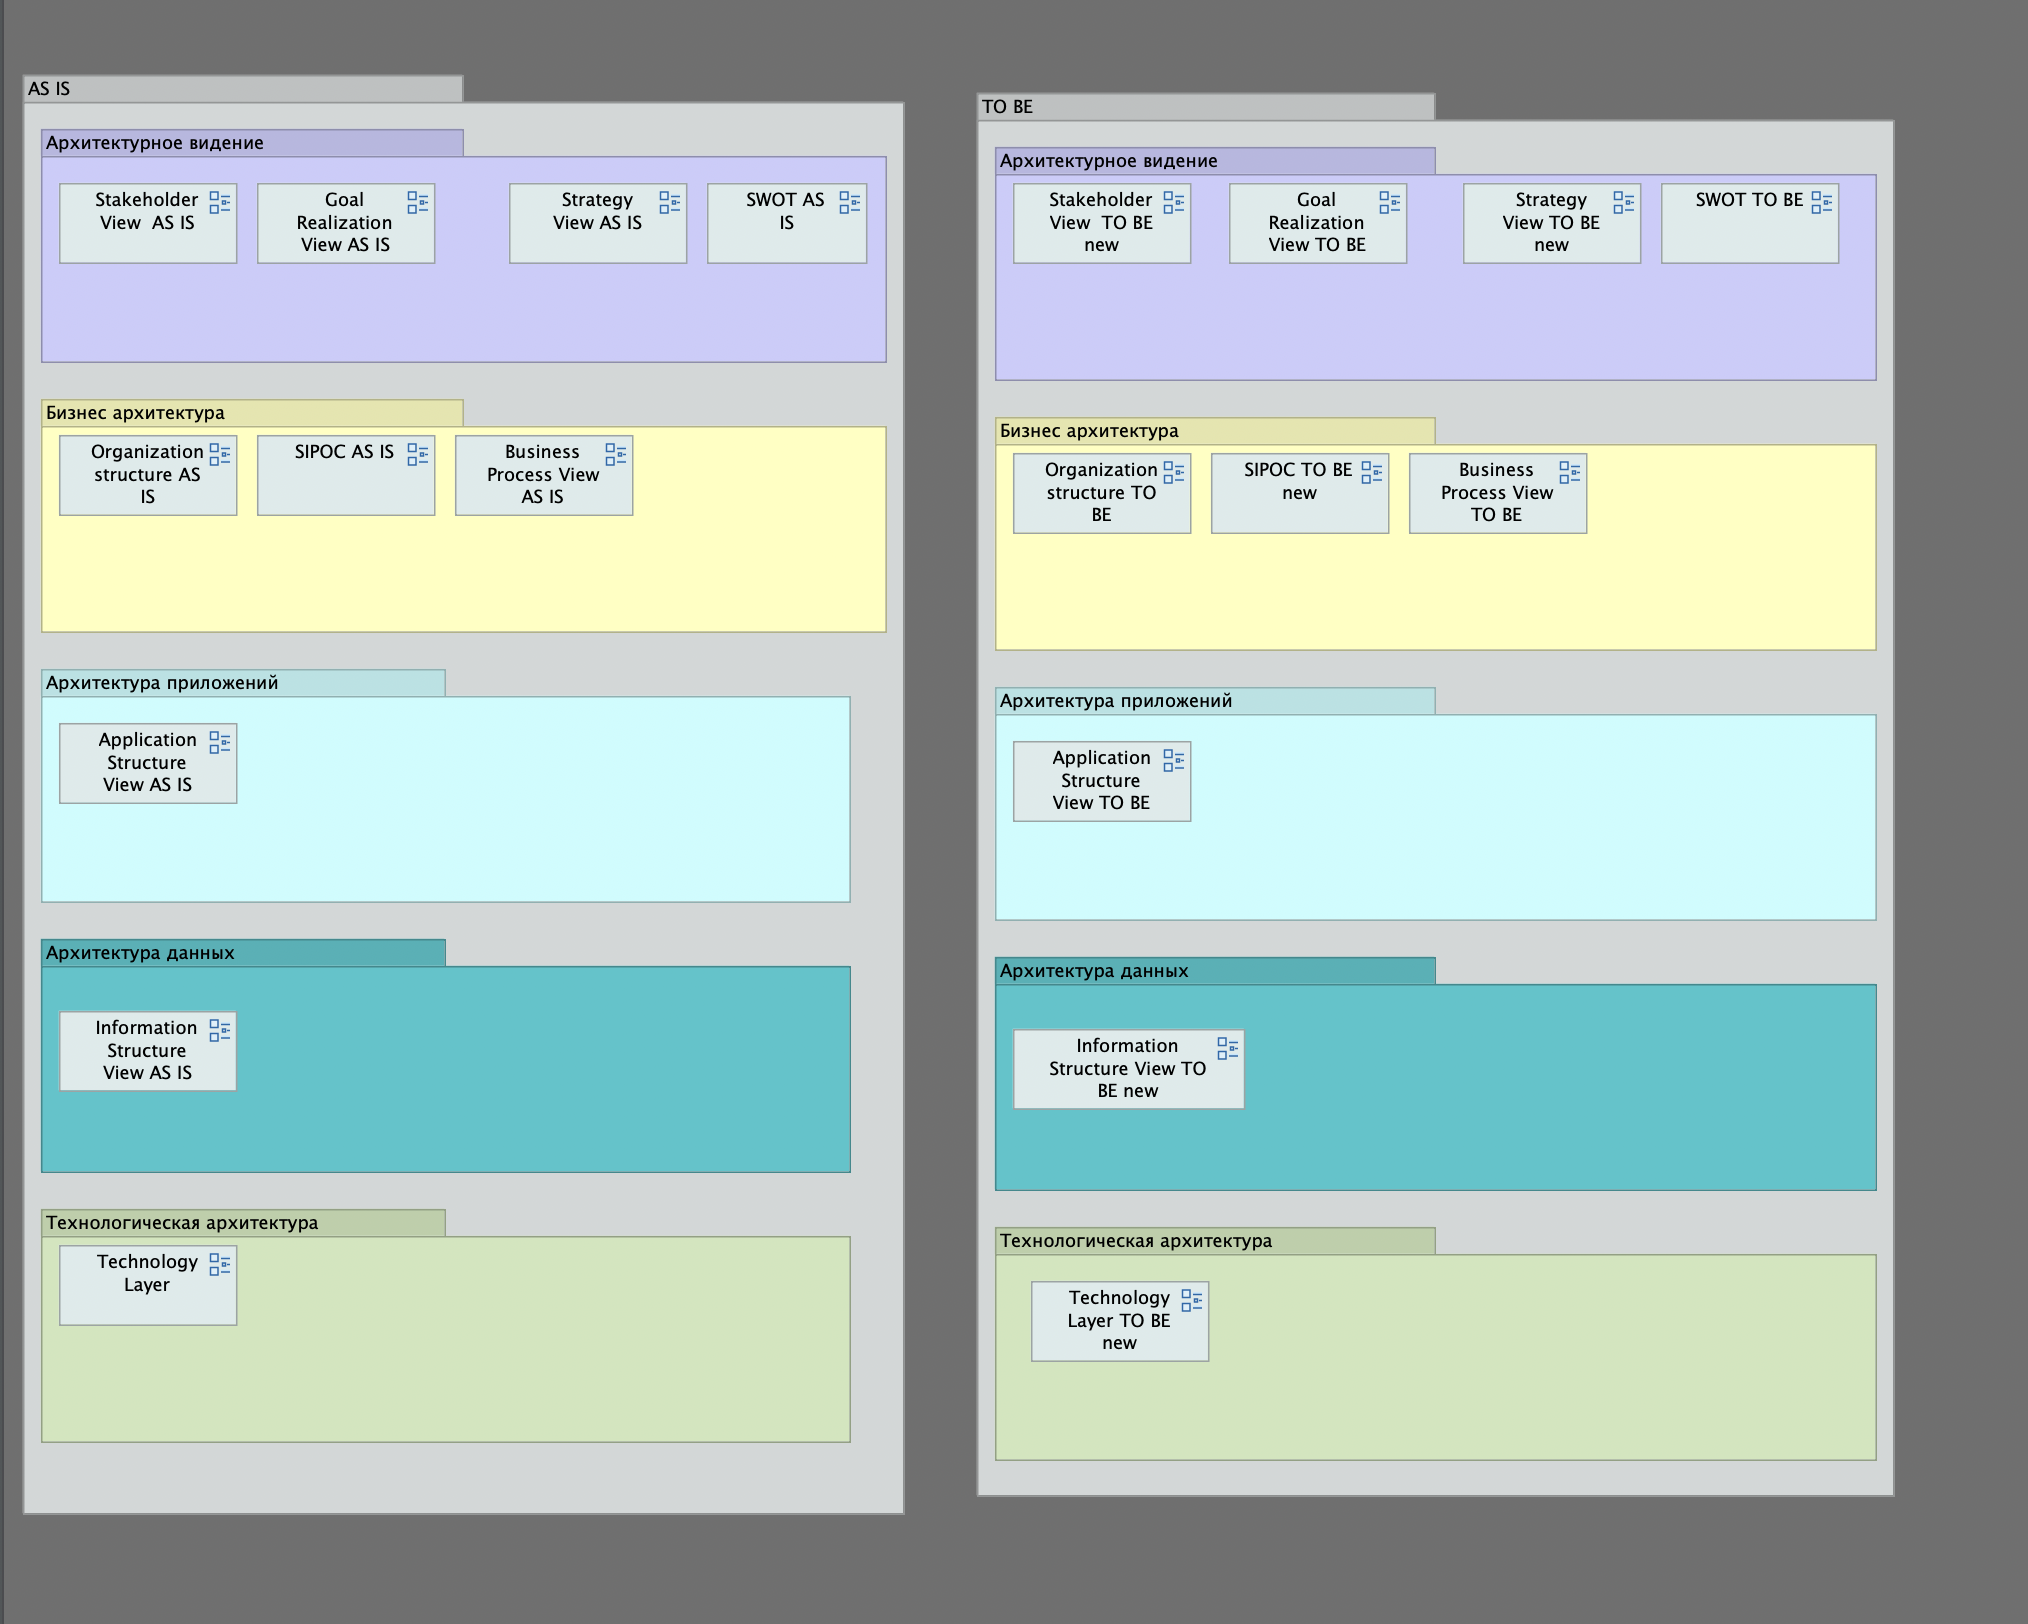 AS IS
Архитектурное видение
Stakeholder
View  AS IS
Goal
Realization
View AS IS
Strategy
View AS IS
SWOT AS
IS
Бизнес архитектура
Organization
structure AS
IS
SIPOC AS IS
Business
Process View
AS IS
Архитектура приложений
Application
Structure
View AS IS
Архитектура данных
Information
Structure
View AS IS
Технологическая архитектура
Technology
Layer
TO BE
Архитектурное видение
Stakeholder
View  TO BE
new
Goal
Realization
View TO BE
Strategy
View TO BE
new
SWOT TO BE
Бизнес архитектура
Organization
structure TO
BE
SIPOC TO BE
new
Business
Process View
TO BE
Архитектура приложений
Application
Structure
View TO BE
Архитектура данных
Information
Structure View TO
BE new
Технологическая архитектура
Technology
Layer TO BE
new